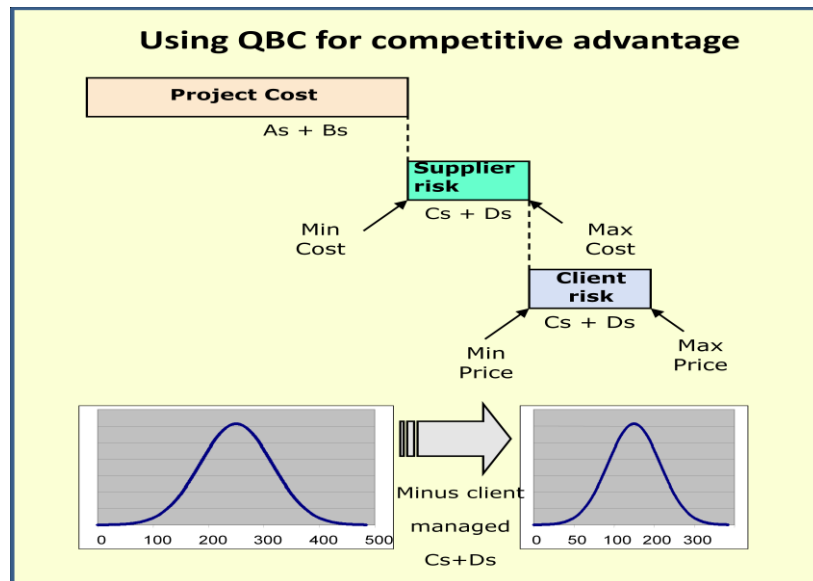 Using QBC for competitive advantage
Project Cost
As + Bs
Supplier
risk
Cs + Ds
Min
Cost
Max
Cost
Client
risk
Cs + Ds
Min
Price
Max
Price
0 100 200 300 400 500
Minus client
managed
Cs+Ds
0 50 100 200 300